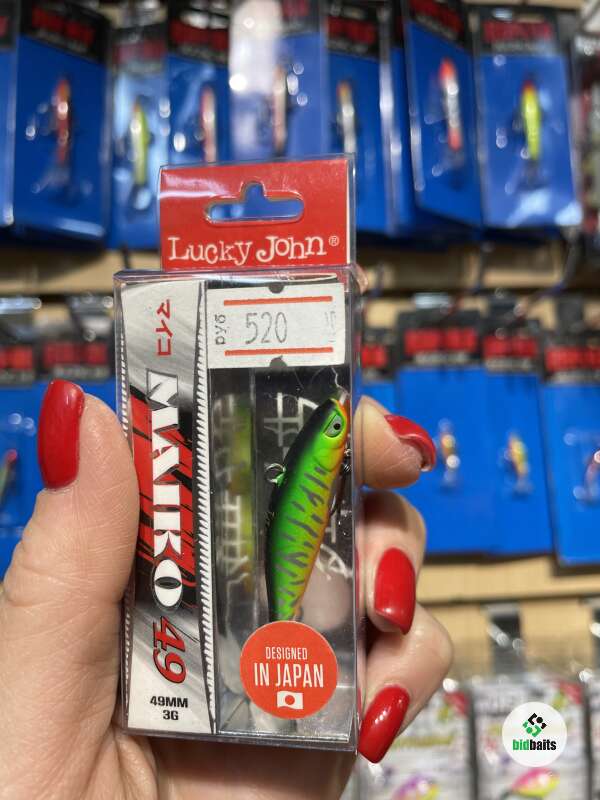 Lucky John®
руб 520
マイコ
MAIKO 49
49MM
3G
DESIGNED
IN JAPAN
bidbaits